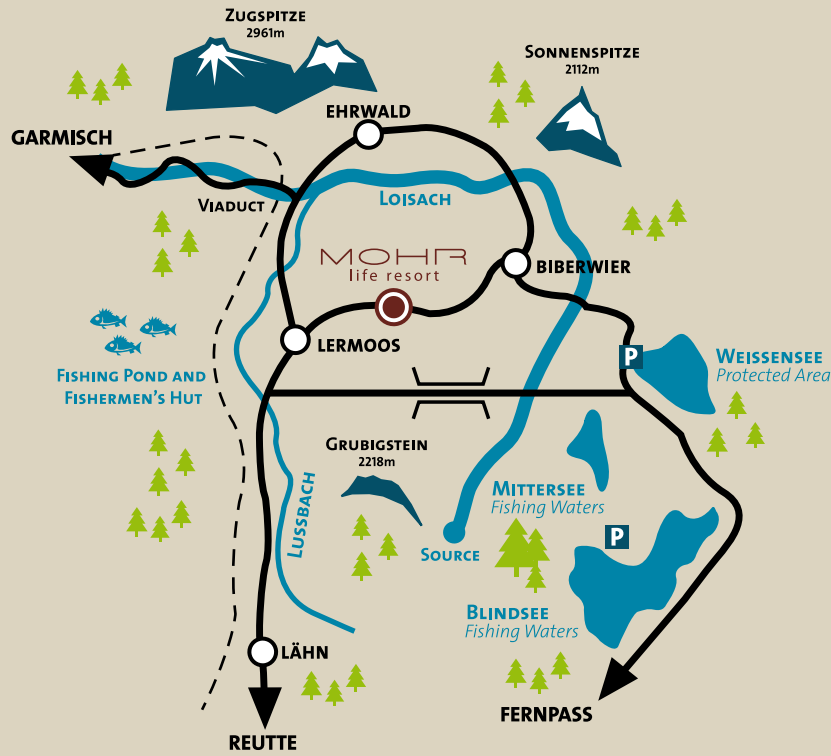 ZUGSPITZE
2961m
SONNENSPITZE
2112m
EHRWALD
GARMISCH
VIADUCT
LOISACH
MOHR
life resort
BIBERWIER
LERMOOS
P
WEISSENSEE
Protected Area
FISHING POND AND
FISHERMEN'S HUT
GRUBIGSTEIN
2218m
MITTERSEE
Fishing Waters
LUSSBACH
SOURCE
P
BLINDSEE
Fishing Waters
LÄHN
FERNPASS
REUTTE